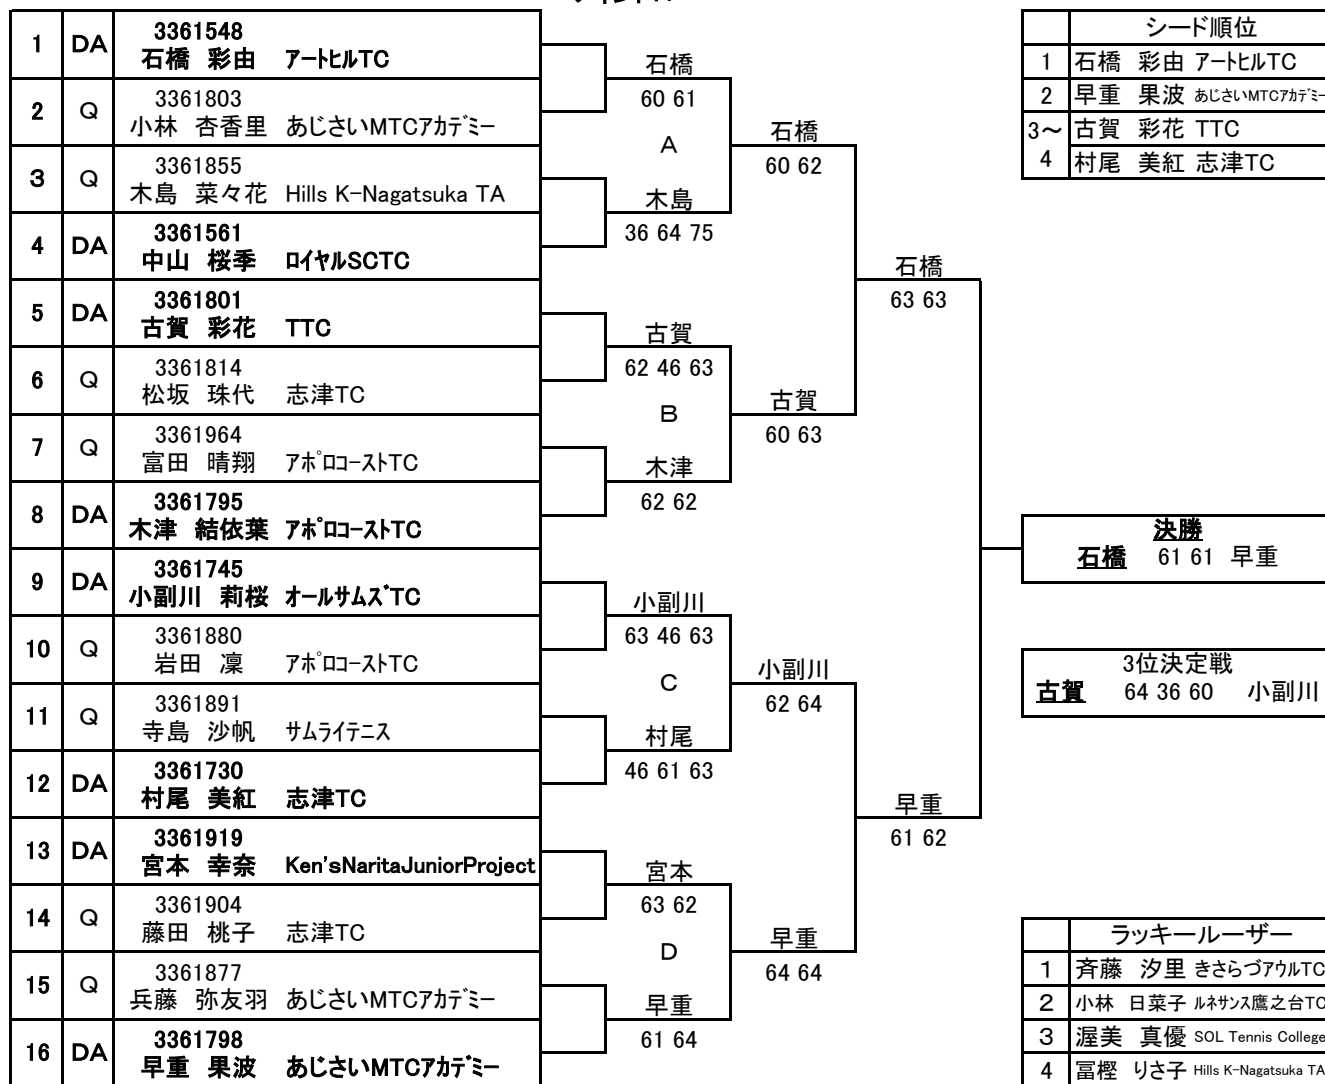 1 DA 3361548
石橋 彩由 アートヒルTC
2 Q 3361803
小林 杏香里 あじさいMTCアカデミー
3 Q 3361855
木島 菜々花 Hills K-Nagatsuka TA
4 DA 3361561
中山 桜季 ロイヤルSCTC
5 DA 3361801
古賀 彩花 TTC
6 Q 3361814
松坂 珠代 志津TC
7 Q 3361964
富田 晴翔 アポロコーストTC
8 DA 3361795
木津 結依葉 アポロコーストTC
9 DA 3361745
小副川 莉桜 オールサムズTC
10 Q 3361880
岩田 凜 アポロコーストTC
11 Q 3361891
寺島 沙帆 サムライテニス
12 DA 3361730
村尾 美紅 志津TC
13 DA 3361919
宮本 幸奈 Ken'sNaritaJuniorProject
14 Q 3361904
藤田 桃子 志津TC
15 Q 3361877
兵藤 弥友羽 あじさいMTCアカデミー
16 DA 3361798
早重 果波 あじさいMTCアカデミー
石橋
60 61
A
木島
36 64 75
古賀
62 46 63
B
木津
62 62
小副川
63 46 63
C
村尾
46 61 63
宮本
63 62
D
早重
61 64
石橋
60 62
古賀
60 63
小副川
62 64
早重
64 64
石橋
63 63
早重
61 62
シード順位
1 石橋 彩由 アートヒルTC
2 早重 果波 あじさいMTCアカデミー
3～ 古賀 彩花 TTC
4 村尾 美紅 志津TC
決勝
石橋 61 61 早重
3位決定戦
古賀 64 36 60 小副川
ラッキールーザー
1 斉藤 汐里 きさらづアウルTC
2 小林 日菜子 ルネサンス鷹之台TC
3 渥美 真優 SOL Tennis College
4 冨樫 りさ子 Hills K-Nagatsuka TA